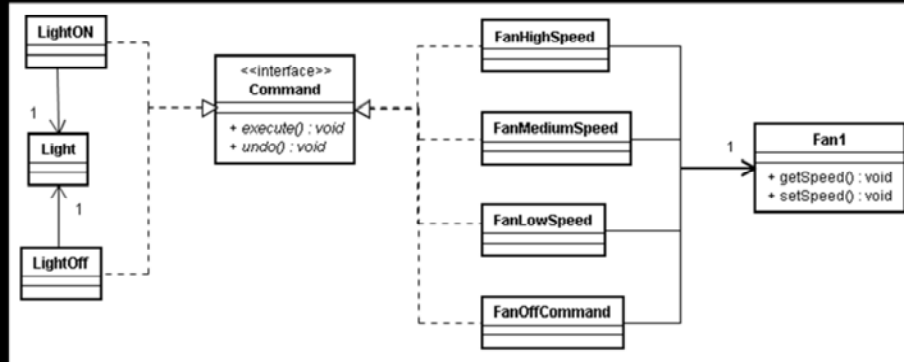 LightON
1
Light
1
LightOff
<<interface>>
Command
+ execute() : void
+ undo() : void
FanHighSpeed
FanMediumSpeed
FanLowSpeed
FanOffCommand
1
Fan1
+ getSpeed() : void
+ setSpeed() : void